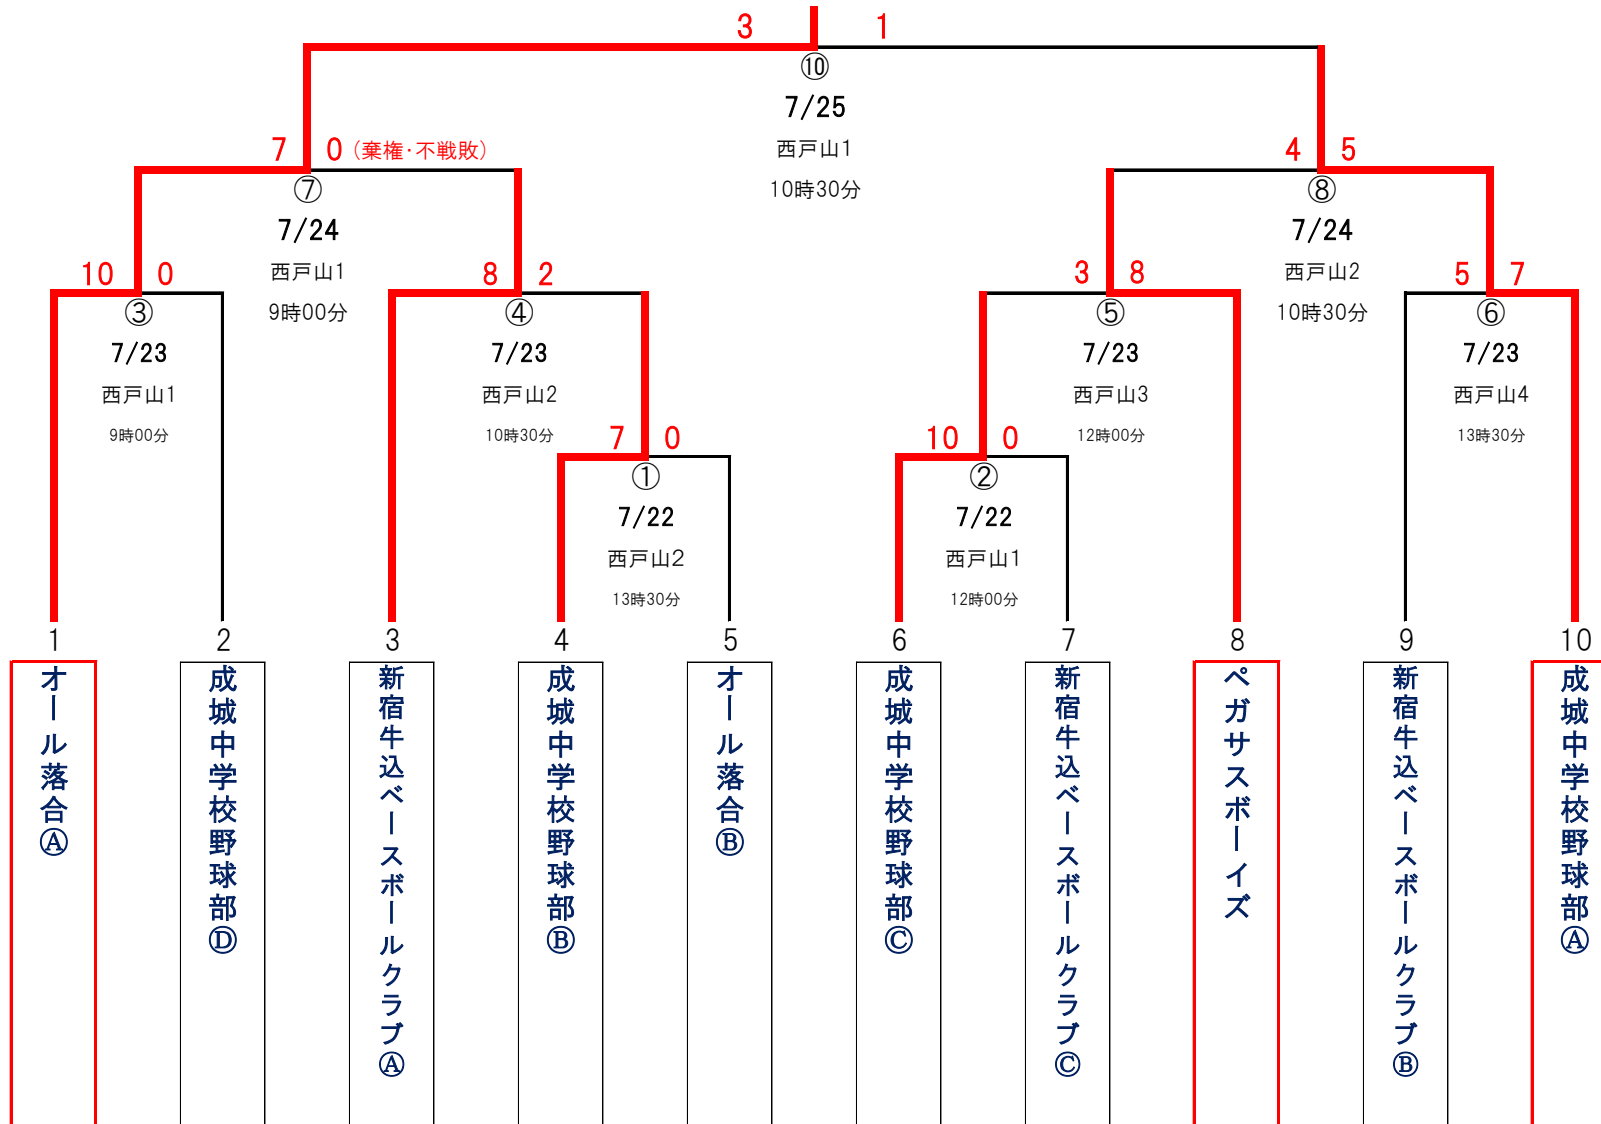 3 1
⑩
7/25
西戸山1
10時30分
7 0 (棄権・不戦敗)
⑦
7/24
西戸山1
9時00分
4 5
⑧
7/24
西戸山2
10時30分
10 0
③
7/23
西戸山1
9時00分
8 2
④
7/23
西戸山2
10時30分
3 8
⑤
7/23
西戸山3
12時00分
5 7
⑥
7/23
西戸山4
13時30分
7 0
①
7/22
西戸山2
13時30分
10 0
②
7/22
西戸山1
12時00分
1
オール落合Ⓐ
2
成城中学校野球部Ⓓ
3
新宿牛込ベースボールクラブⒶ
4
成城中学校野球部Ⓑ
5
オール落合Ⓑ
6
成城中学校野球部Ⓒ
7
新宿牛込ベースボールクラブⒸ
8
ペガサスボーイズ
9
新宿牛込ベースボールクラブⒷ
10
成城中学校野球部Ⓐ